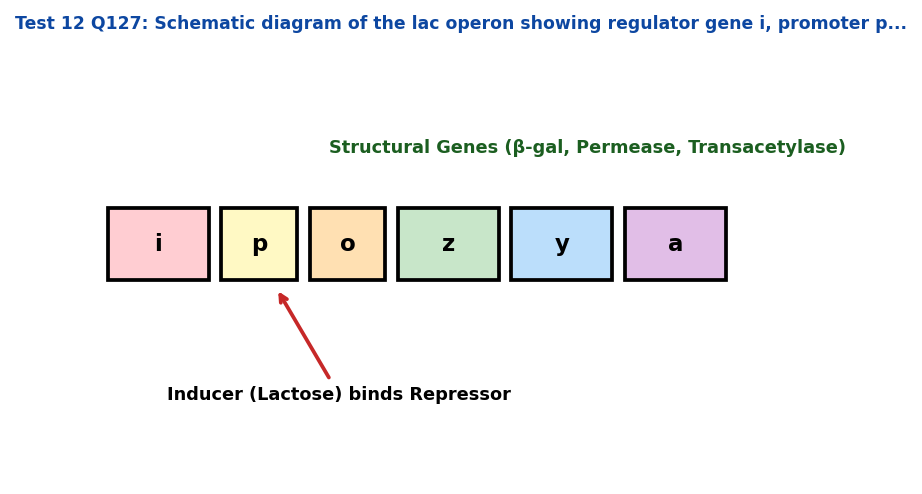 Test 12 Q127: Schematic diagram of the lac operon showing regulator gene i, promoter p...
Structural Genes (β-gal, Permease, Transacetylase)
i p o z y a
Inducer (Lactose) binds Repressor